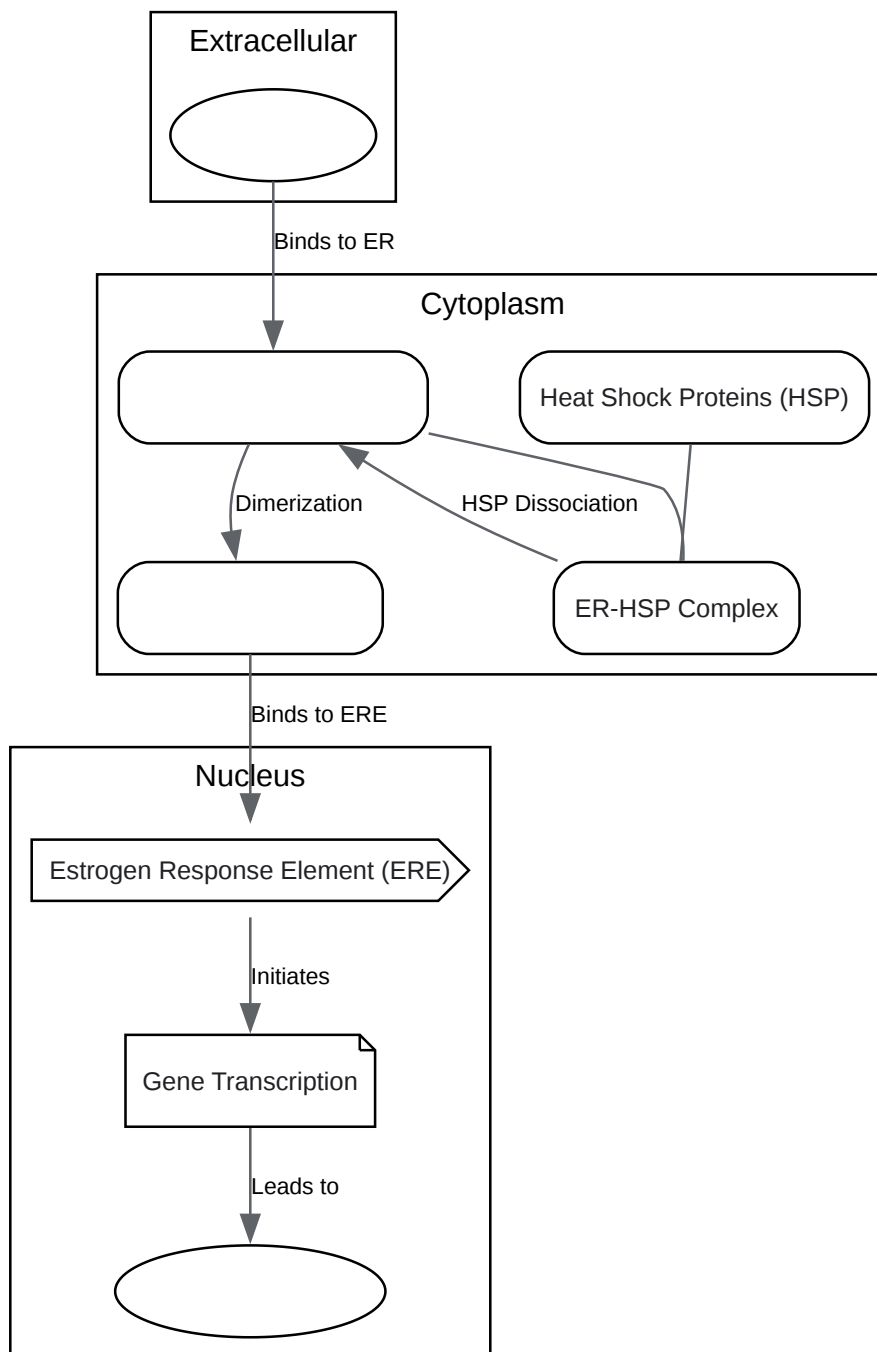 Extracellular
Binds to ER
Cytoplasm
Heat Shock Proteins (HSP)
Dimerization
HSP Dissociation
ER-HSP Complex
Binds to ERE
Nucleus
Estrogen Response Element (ERE)
Initiates
Gene Transcription
Leads to